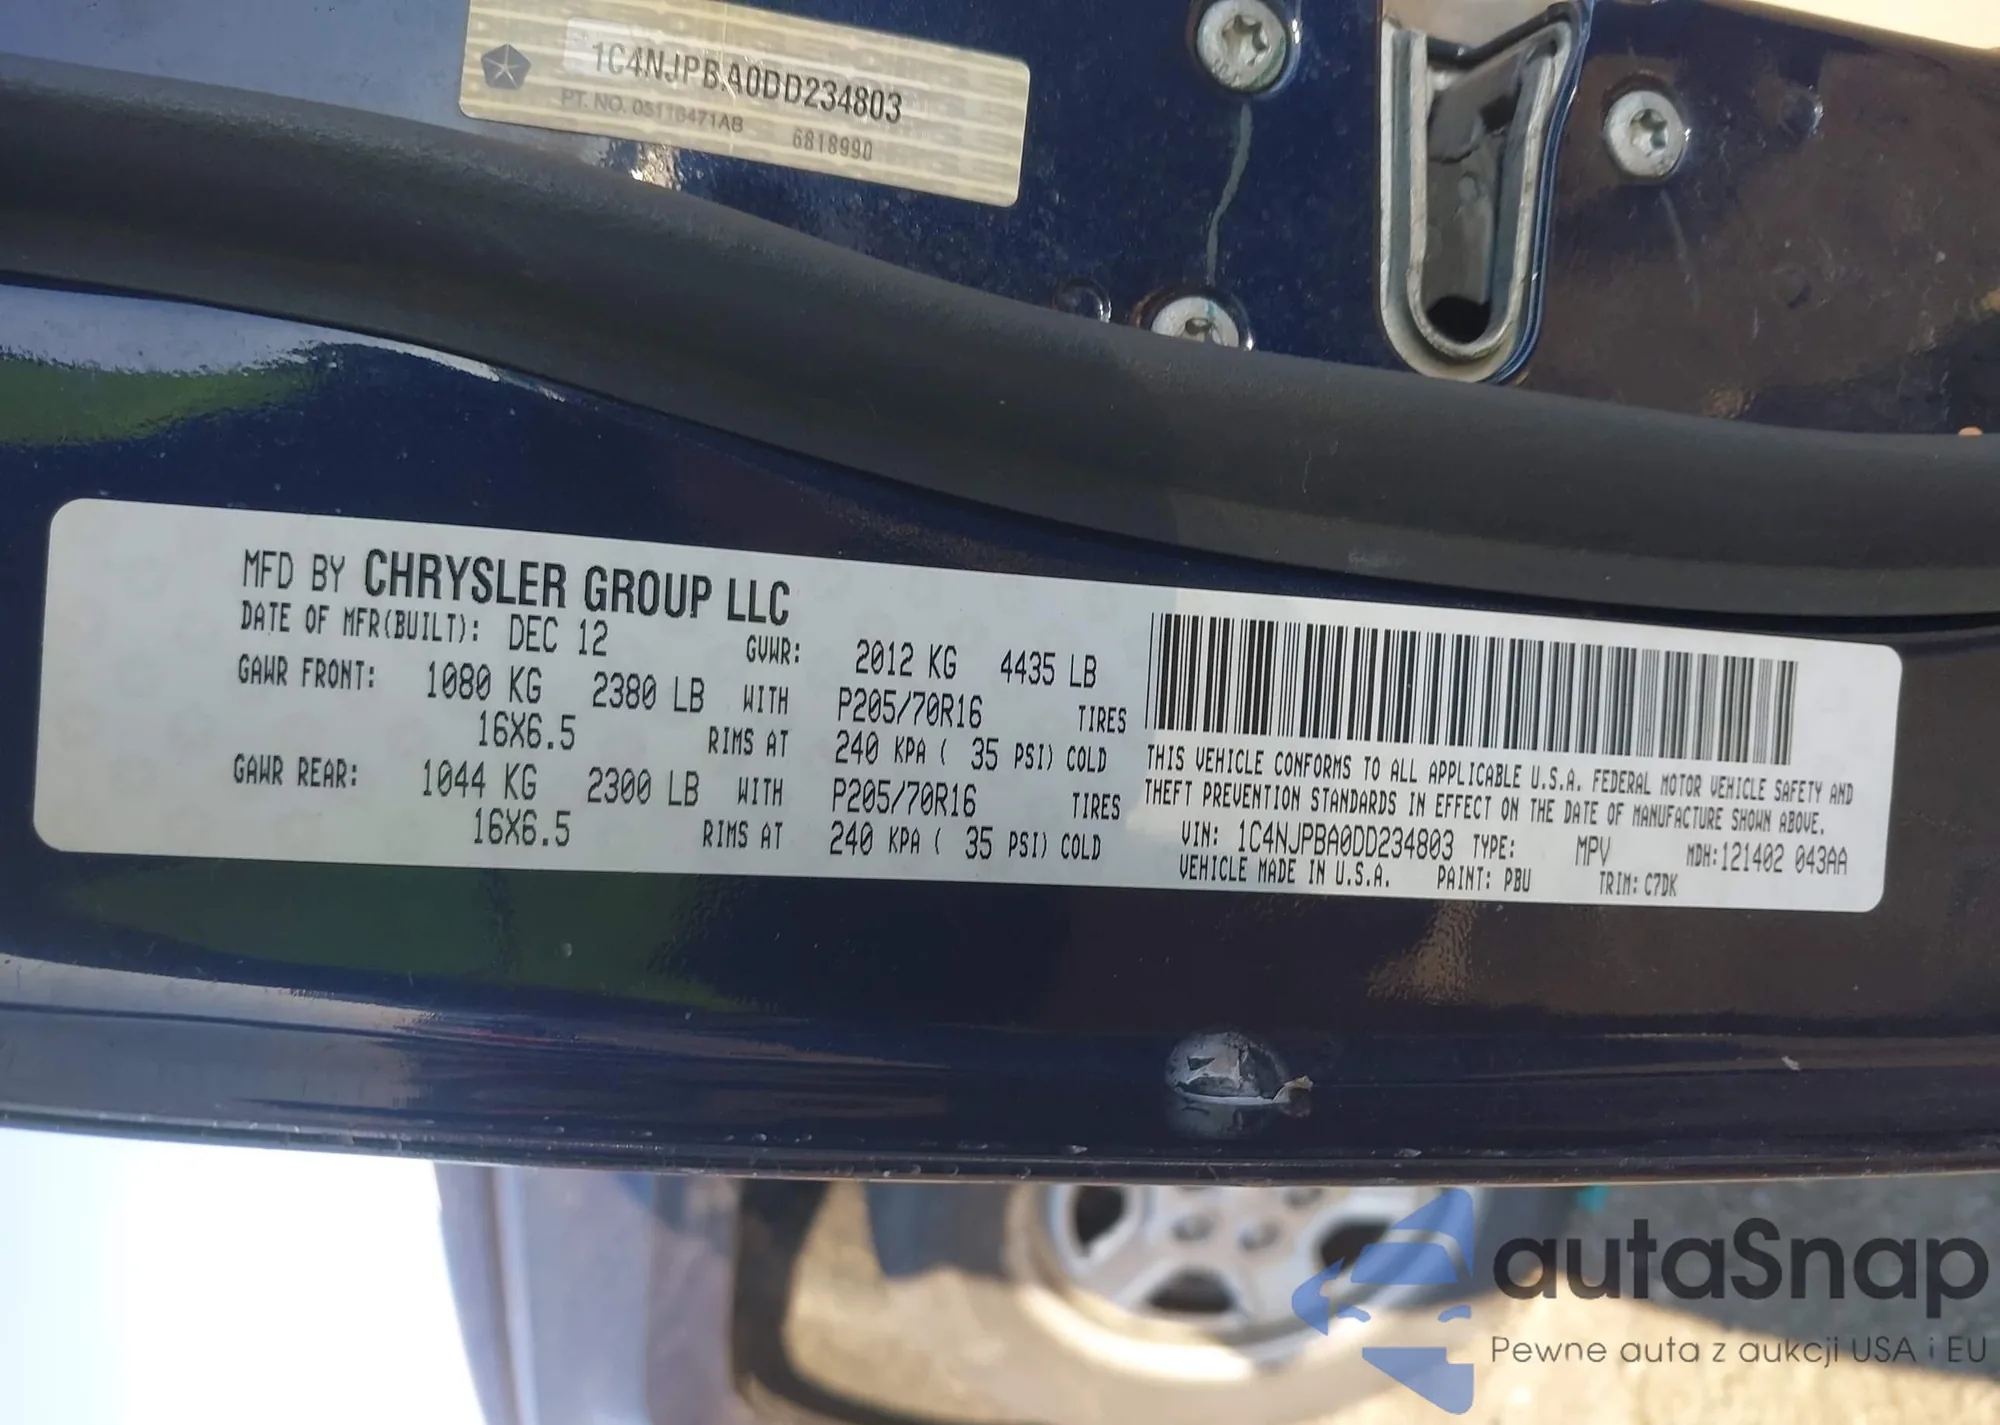 1C4NJPBA0DD234803
PT. NO. 05116471AB 6818990
MFD BY CHRYSLER GROUP LLC
DATE OF MFR(BUILT): DEC 12 GVWR: 2012 KG 4435 LB
GAWR FRONT: 1080 KG 2380 LB WITH P205/70R16 TIRES
16X6.5 RIMS AT 240 KPA ( 35 PSI) COLD
GAWR REAR: 1044 KG 2300 LB WITH P205/70R16 TIRES
16X6.5 RIMS AT 240 KPA ( 35 PSI) COLD
THIS VEHICLE CONFORMS TO ALL APPLICABLE U.S.A. FEDERAL MOTOR VEHICLE SAFETY AND
THEFT PREVENTION STANDARDS IN EFFECT ON THE DATE OF MANUFACTURE SHOWN ABOVE.
VIN: 1C4NJPBA0DD234803 TYPE: MPV MDH:121402 043AA
VEHICLE MADE IN U.S.A. PAINT: PBU TRIM: C7DK
autaSnap
Pewne auta z aukcji USA i EU